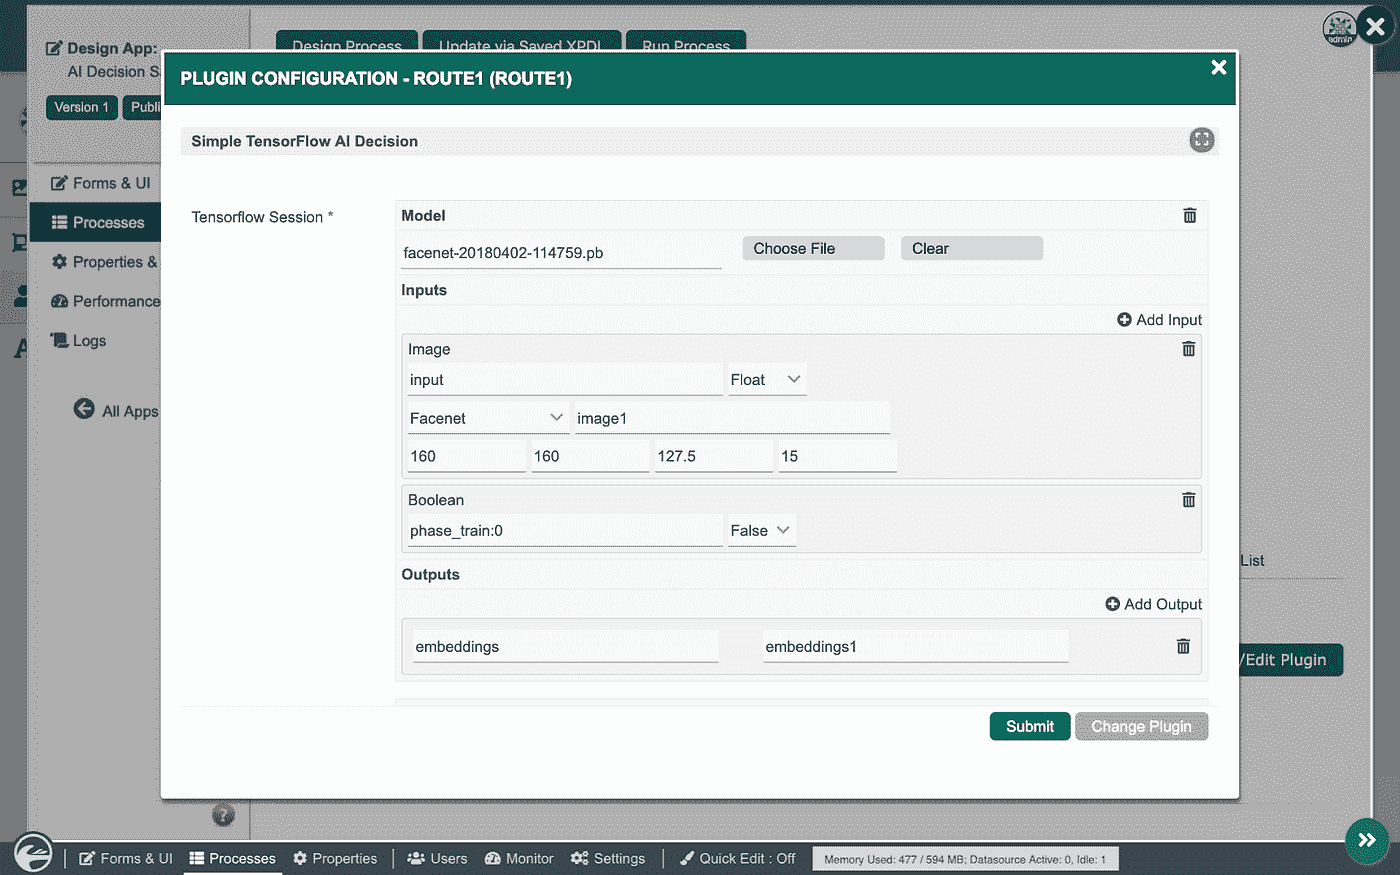 Design App:
AI Decision S
Version 1 Publi
Design Process Update via Saved XPDL Run Process
admin
PLUGIN CONFIGURATION - ROUTE1 (ROUTE1)
Simple TensorFlow AI Decision
Forms & UI
Processes
Properties &
Performance
Logs
All Apps
Tensorflow Session *
Model
facenet-20180402-114759.pb Choose File Clear
Inputs
Add Input
Image
input Float
Facenet image1
160 160 127.5 15
Boolean
phase_train:0 False
Outputs
Add Output
embeddings embeddings1
Submit Change Plugin
List
/Edit Plugin
?
Forms & UI Processes Properties Users Monitor Settings Quick Edit : Off Memory Used: 477 / 594 MB; Datasource Active: 0, Idle: 1